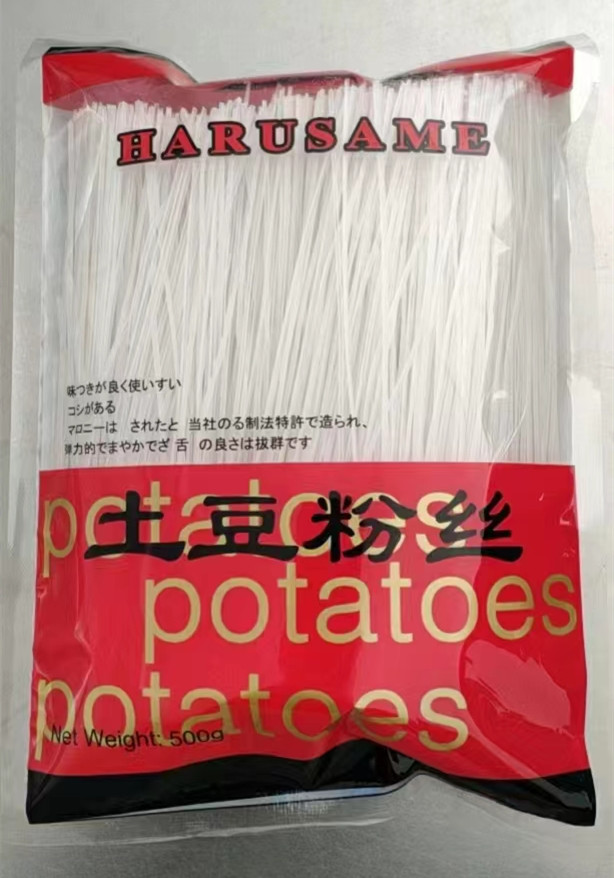 HARUSAME
味つきが良く使いすい
コシがある
マロニーは されたと 当社のる制法特許で造られ、
弾力的でまやかでざ 舌 の良さは抜群です
potatoes
土豆粉丝
potatoes
potatoes
Net Weight: 500g